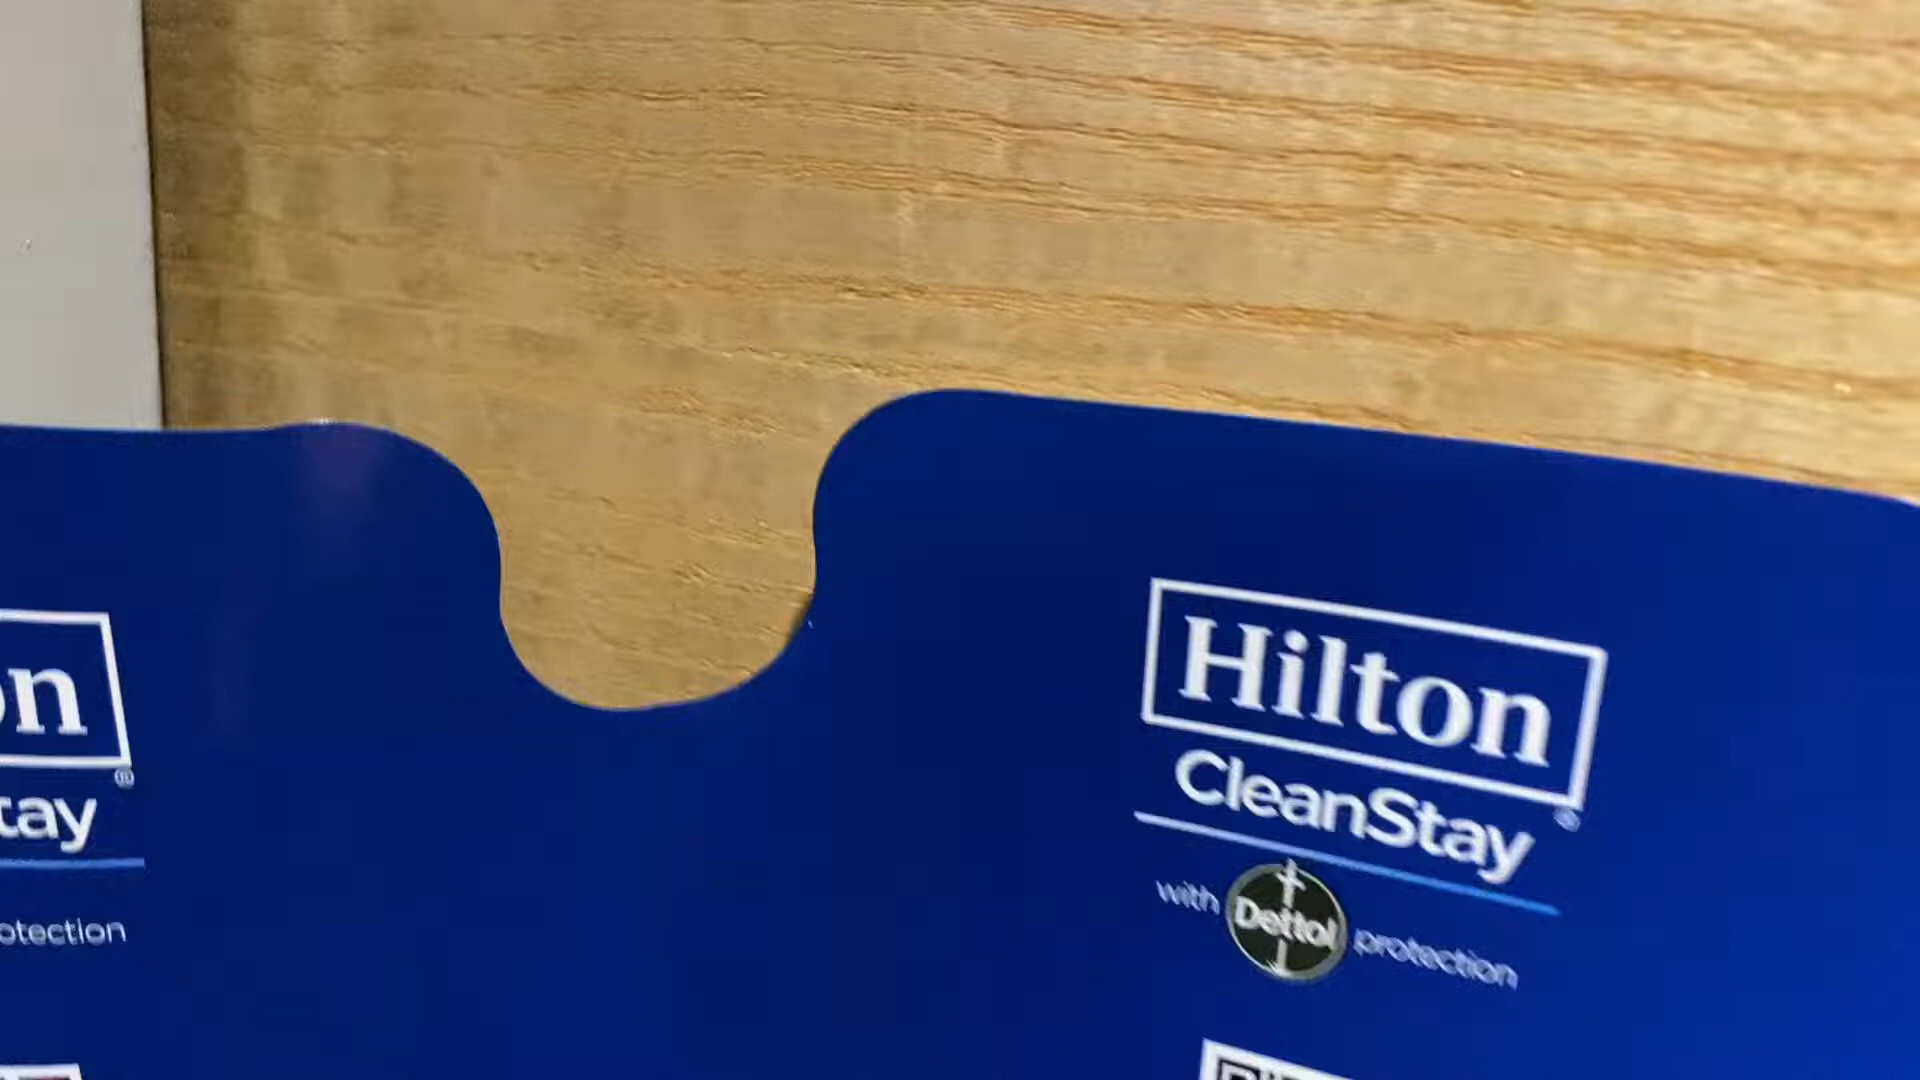 on
®
tay
otection
Hilton
®
CleanStay
with Dettol protection